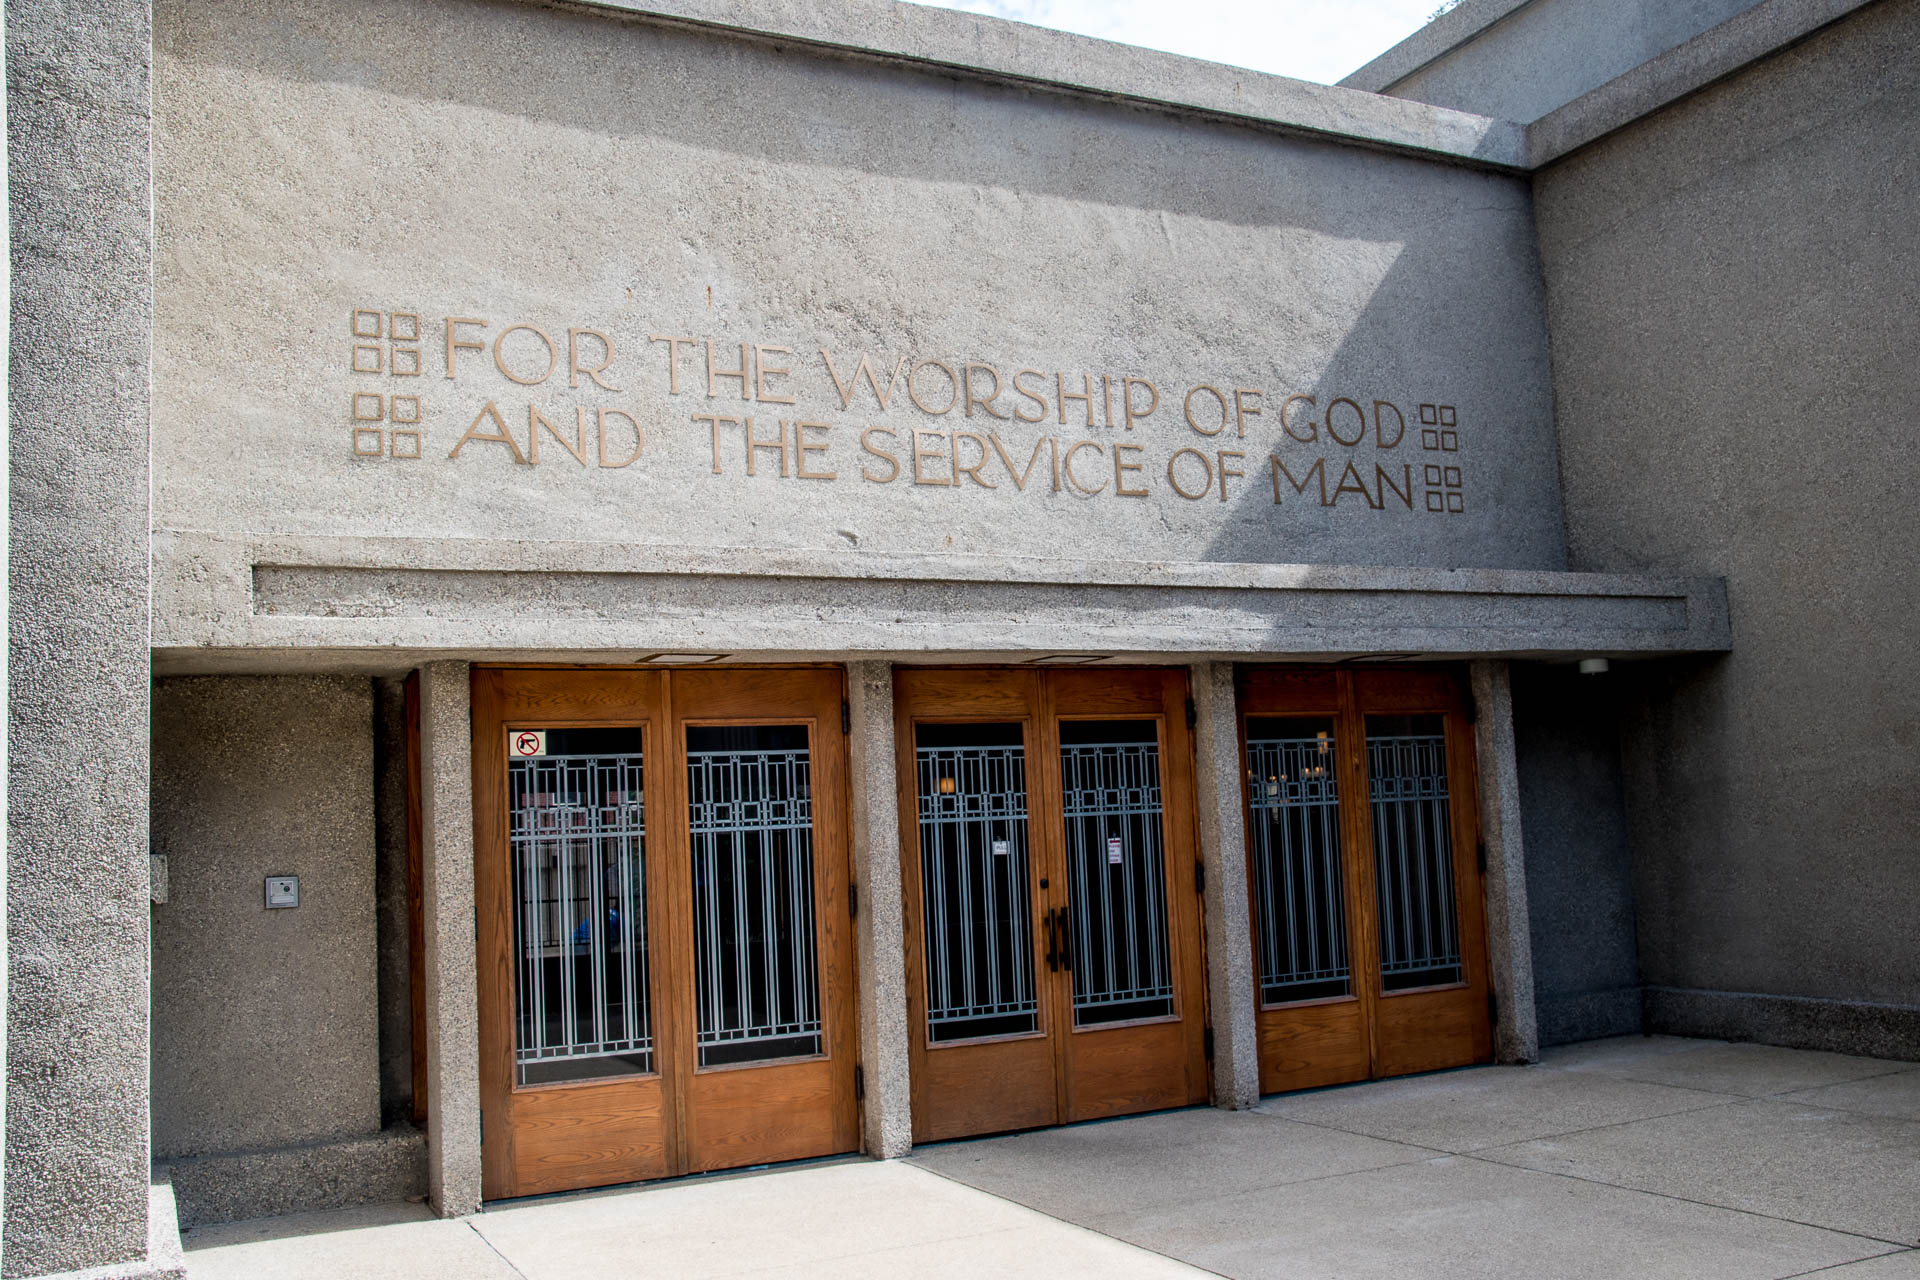 FOR THE WORSHIP OF GOD
AND THE SERVICE OF MAN